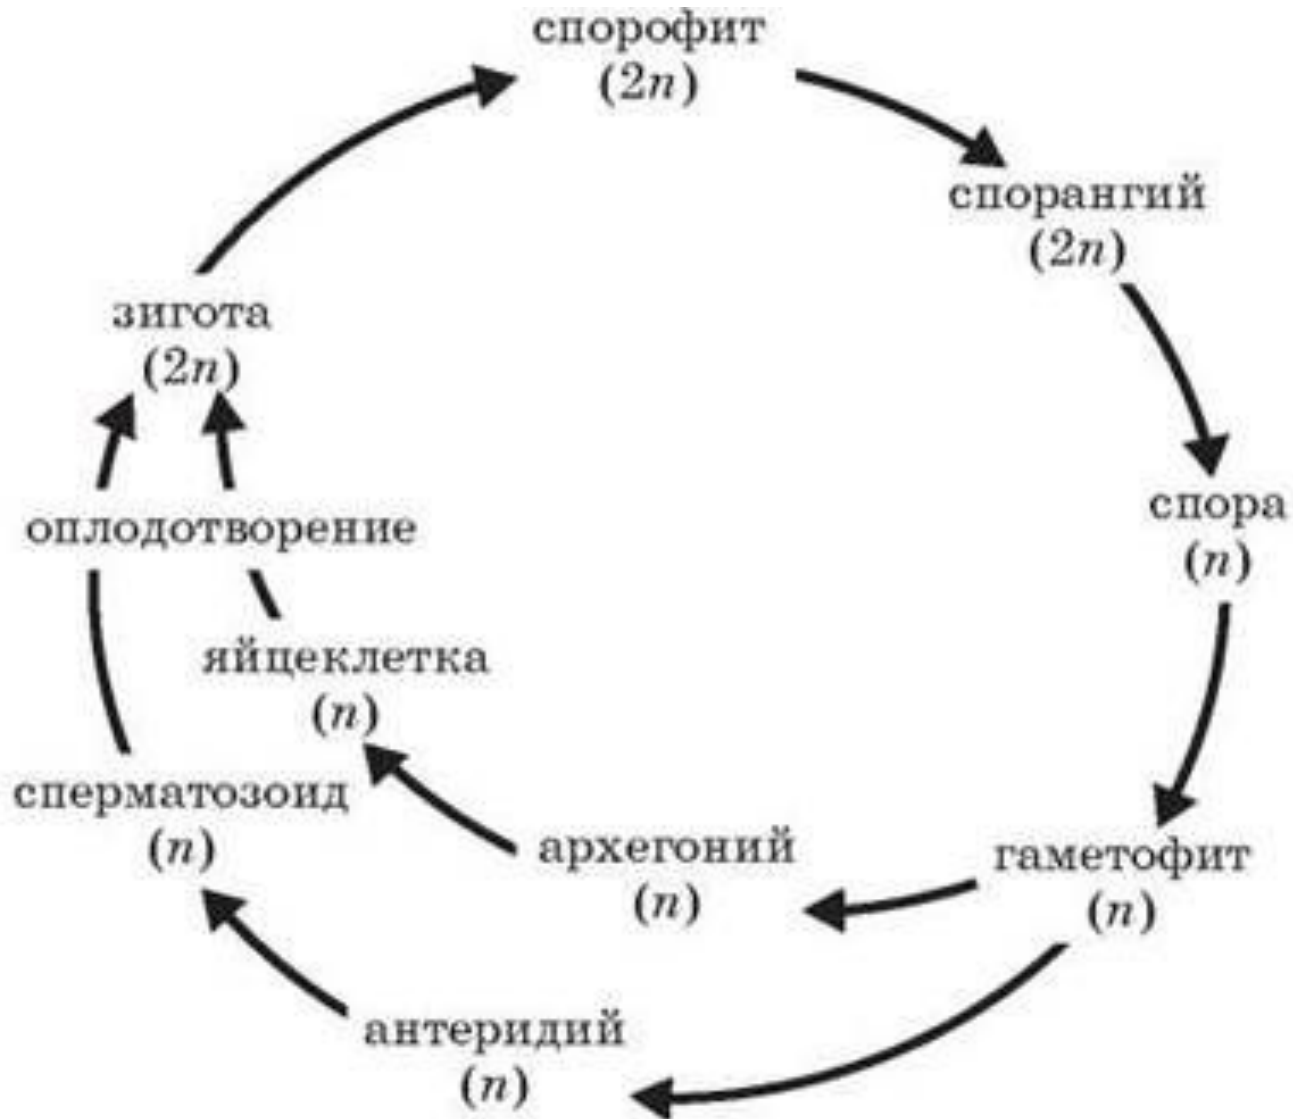 спорофит
(2n)
спорангий
(2n)
спора
(n)
гаметофит
(n)
архегоний
(n)
антеридий
(n)
яйцеклетка
(n)
сперматозоид
(n)
оплодотворение
зигота
(2n)